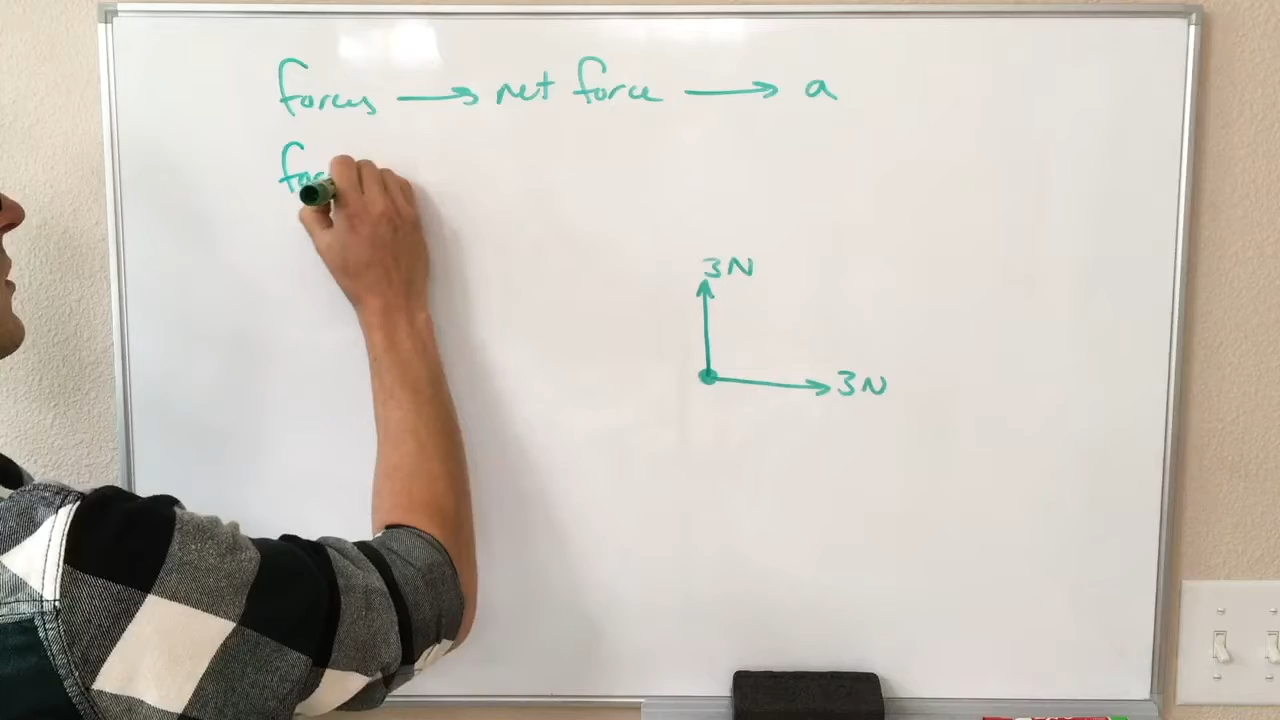 forces → net force → a
3N
3N